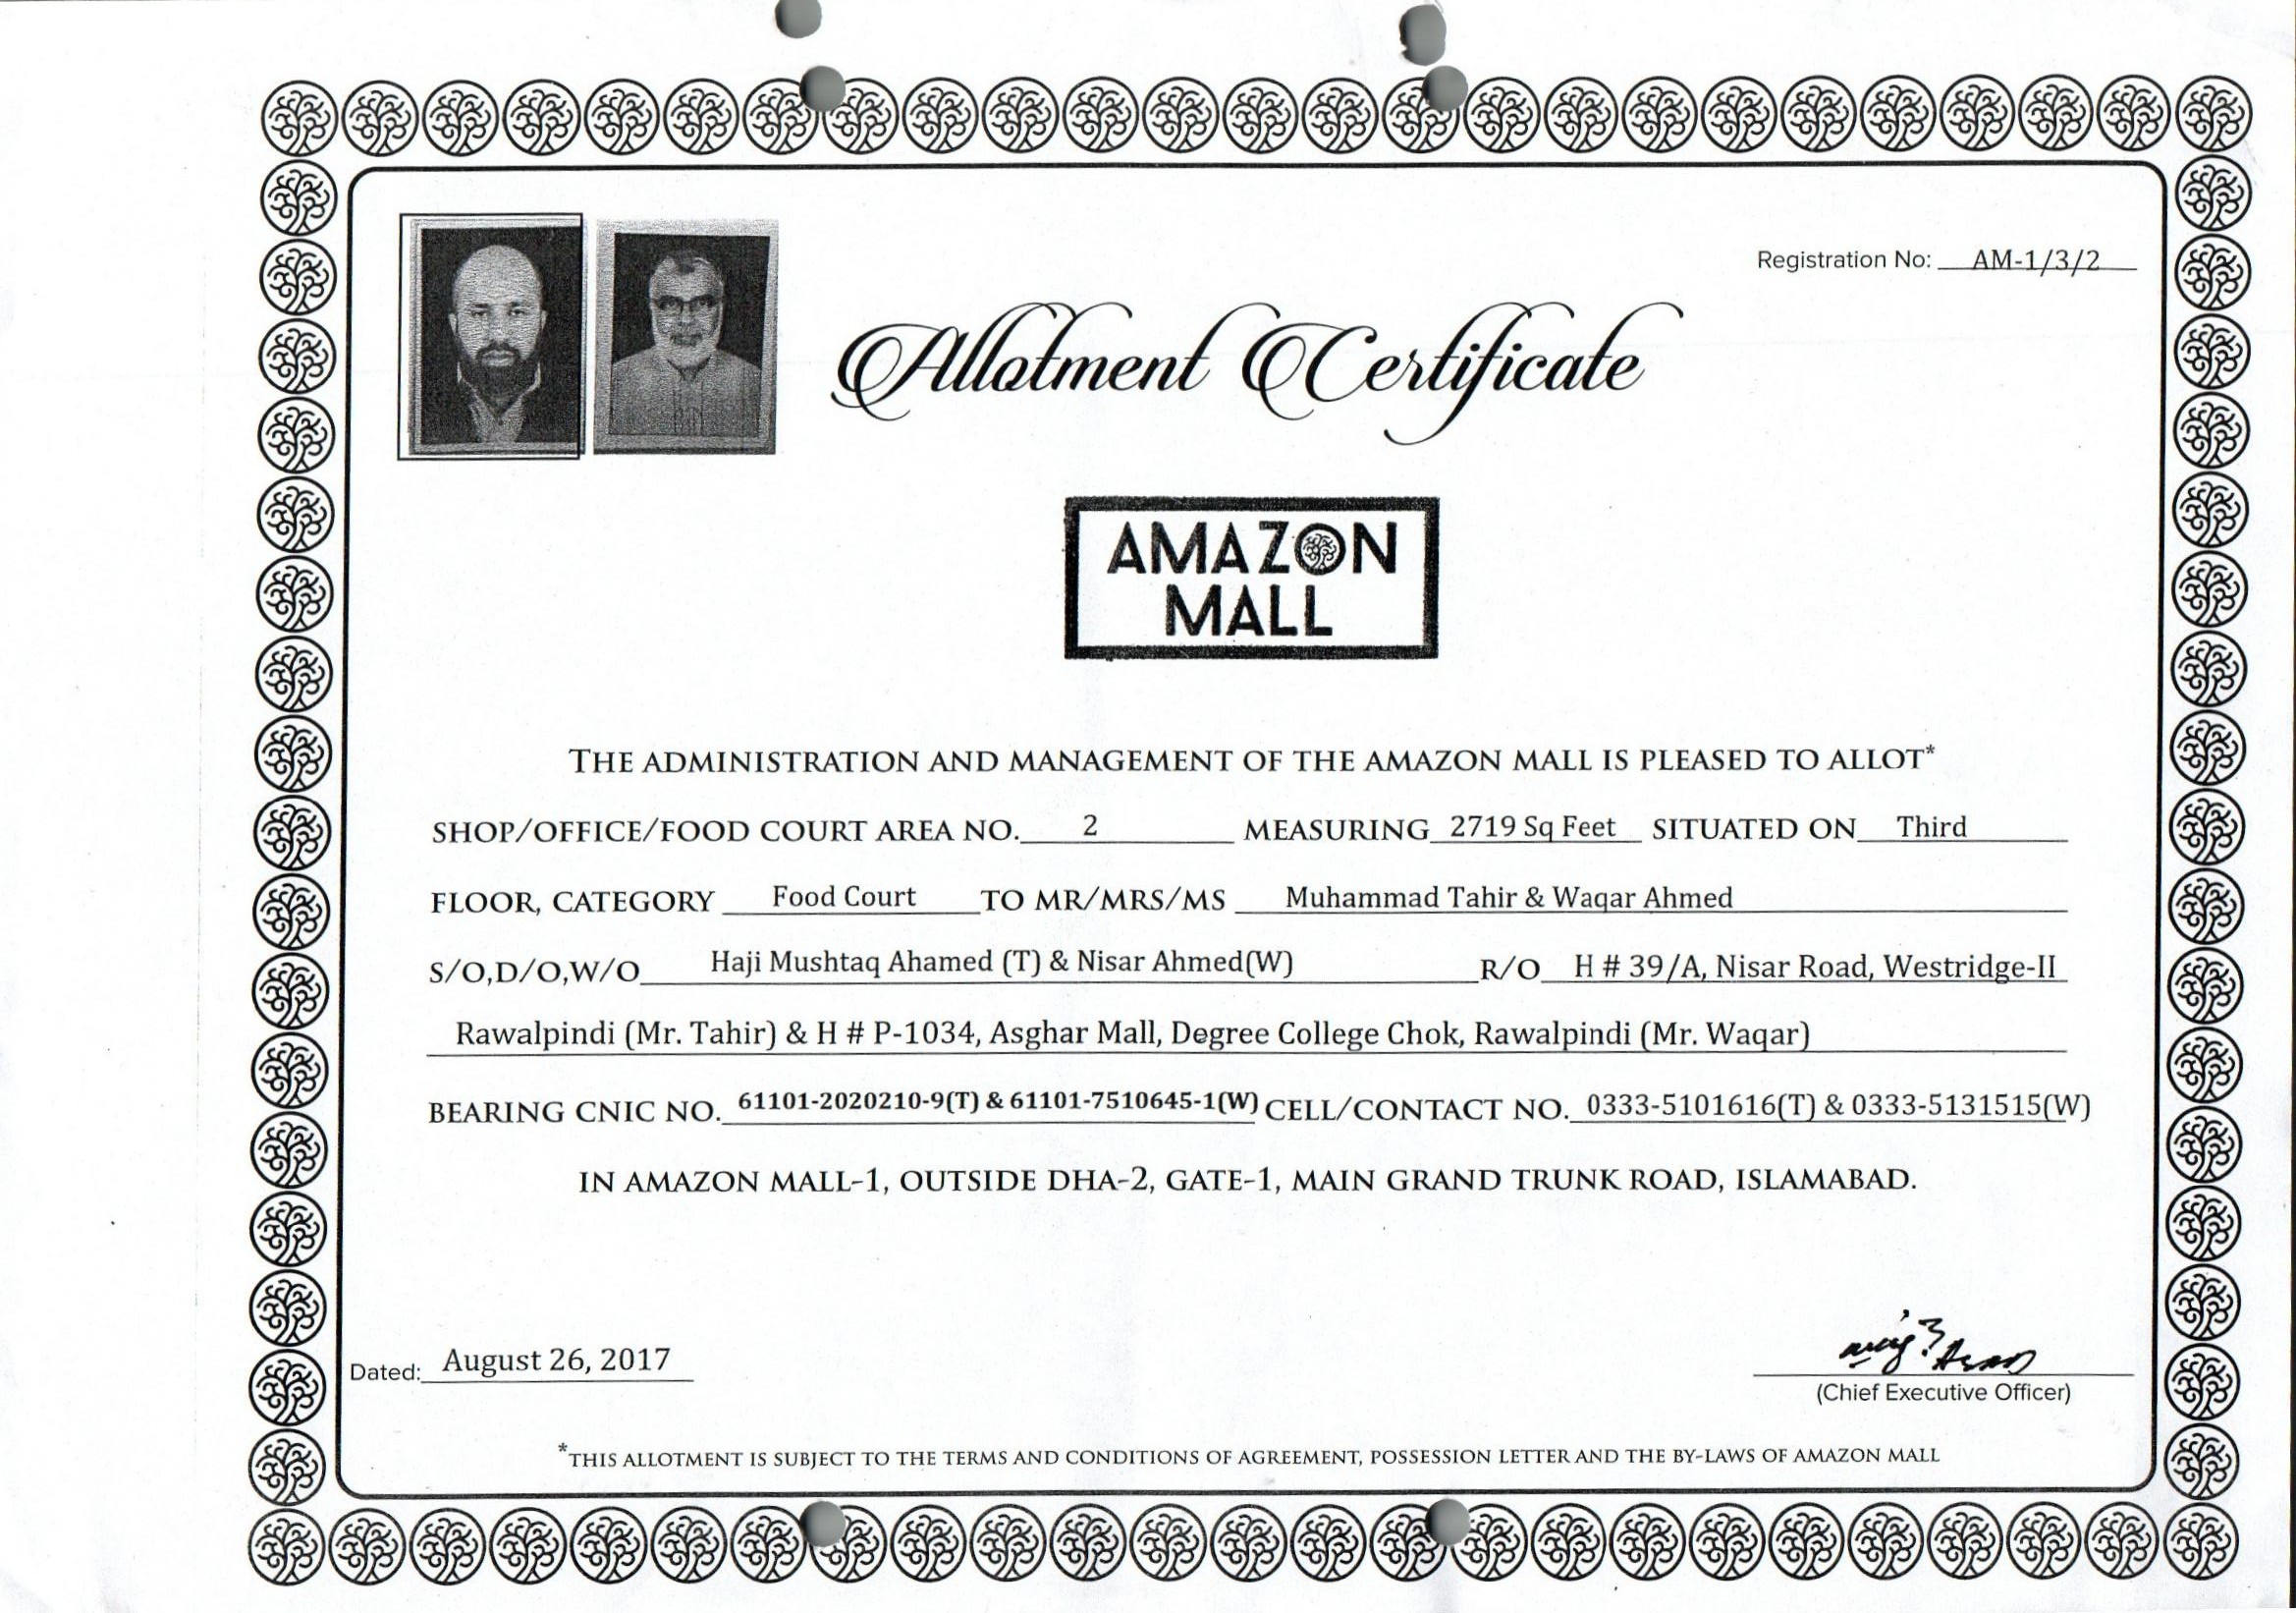 Registration No: AM-1/3/2
Allotment Certificate
AMAZON
MALL
THE ADMINISTRATION AND MANAGEMENT OF THE AMAZON MALL IS PLEASED TO ALLOT*
SHOP/OFFICE/FOOD COURT AREA NO. 2 MEASURING 2719 Sq Feet SITUATED ON Third
FLOOR, CATEGORY Food Court TO MR/MRS/MS Muhammad Tahir & Waqar Ahmed
S/O,D/O,W/O Haji Mushtaq Ahamed (T) & Nisar Ahmed(W) R/O H # 39/A, Nisar Road, Westridge-II
Rawalpindi (Mr. Tahir) & H # P-1034, Asghar Mall, Degree College Chok, Rawalpindi (Mr. Waqar)
BEARING CNIC NO. 61101-2020210-9(T) & 61101-7510645-1(W) CELL/CONTACT NO. 0333-5101616(T) & 0333-5131515(W)
IN AMAZON MALL-1, OUTSIDE DHA-2, GATE-1, MAIN GRAND TRUNK ROAD, ISLAMABAD.
Dated: August 26, 2017
(Chief Executive Officer)
*THIS ALLOTMENT IS SUBJECT TO THE TERMS AND CONDITIONS OF AGREEMENT, POSSESSION LETTER AND THE BY-LAWS OF AMAZON MALL